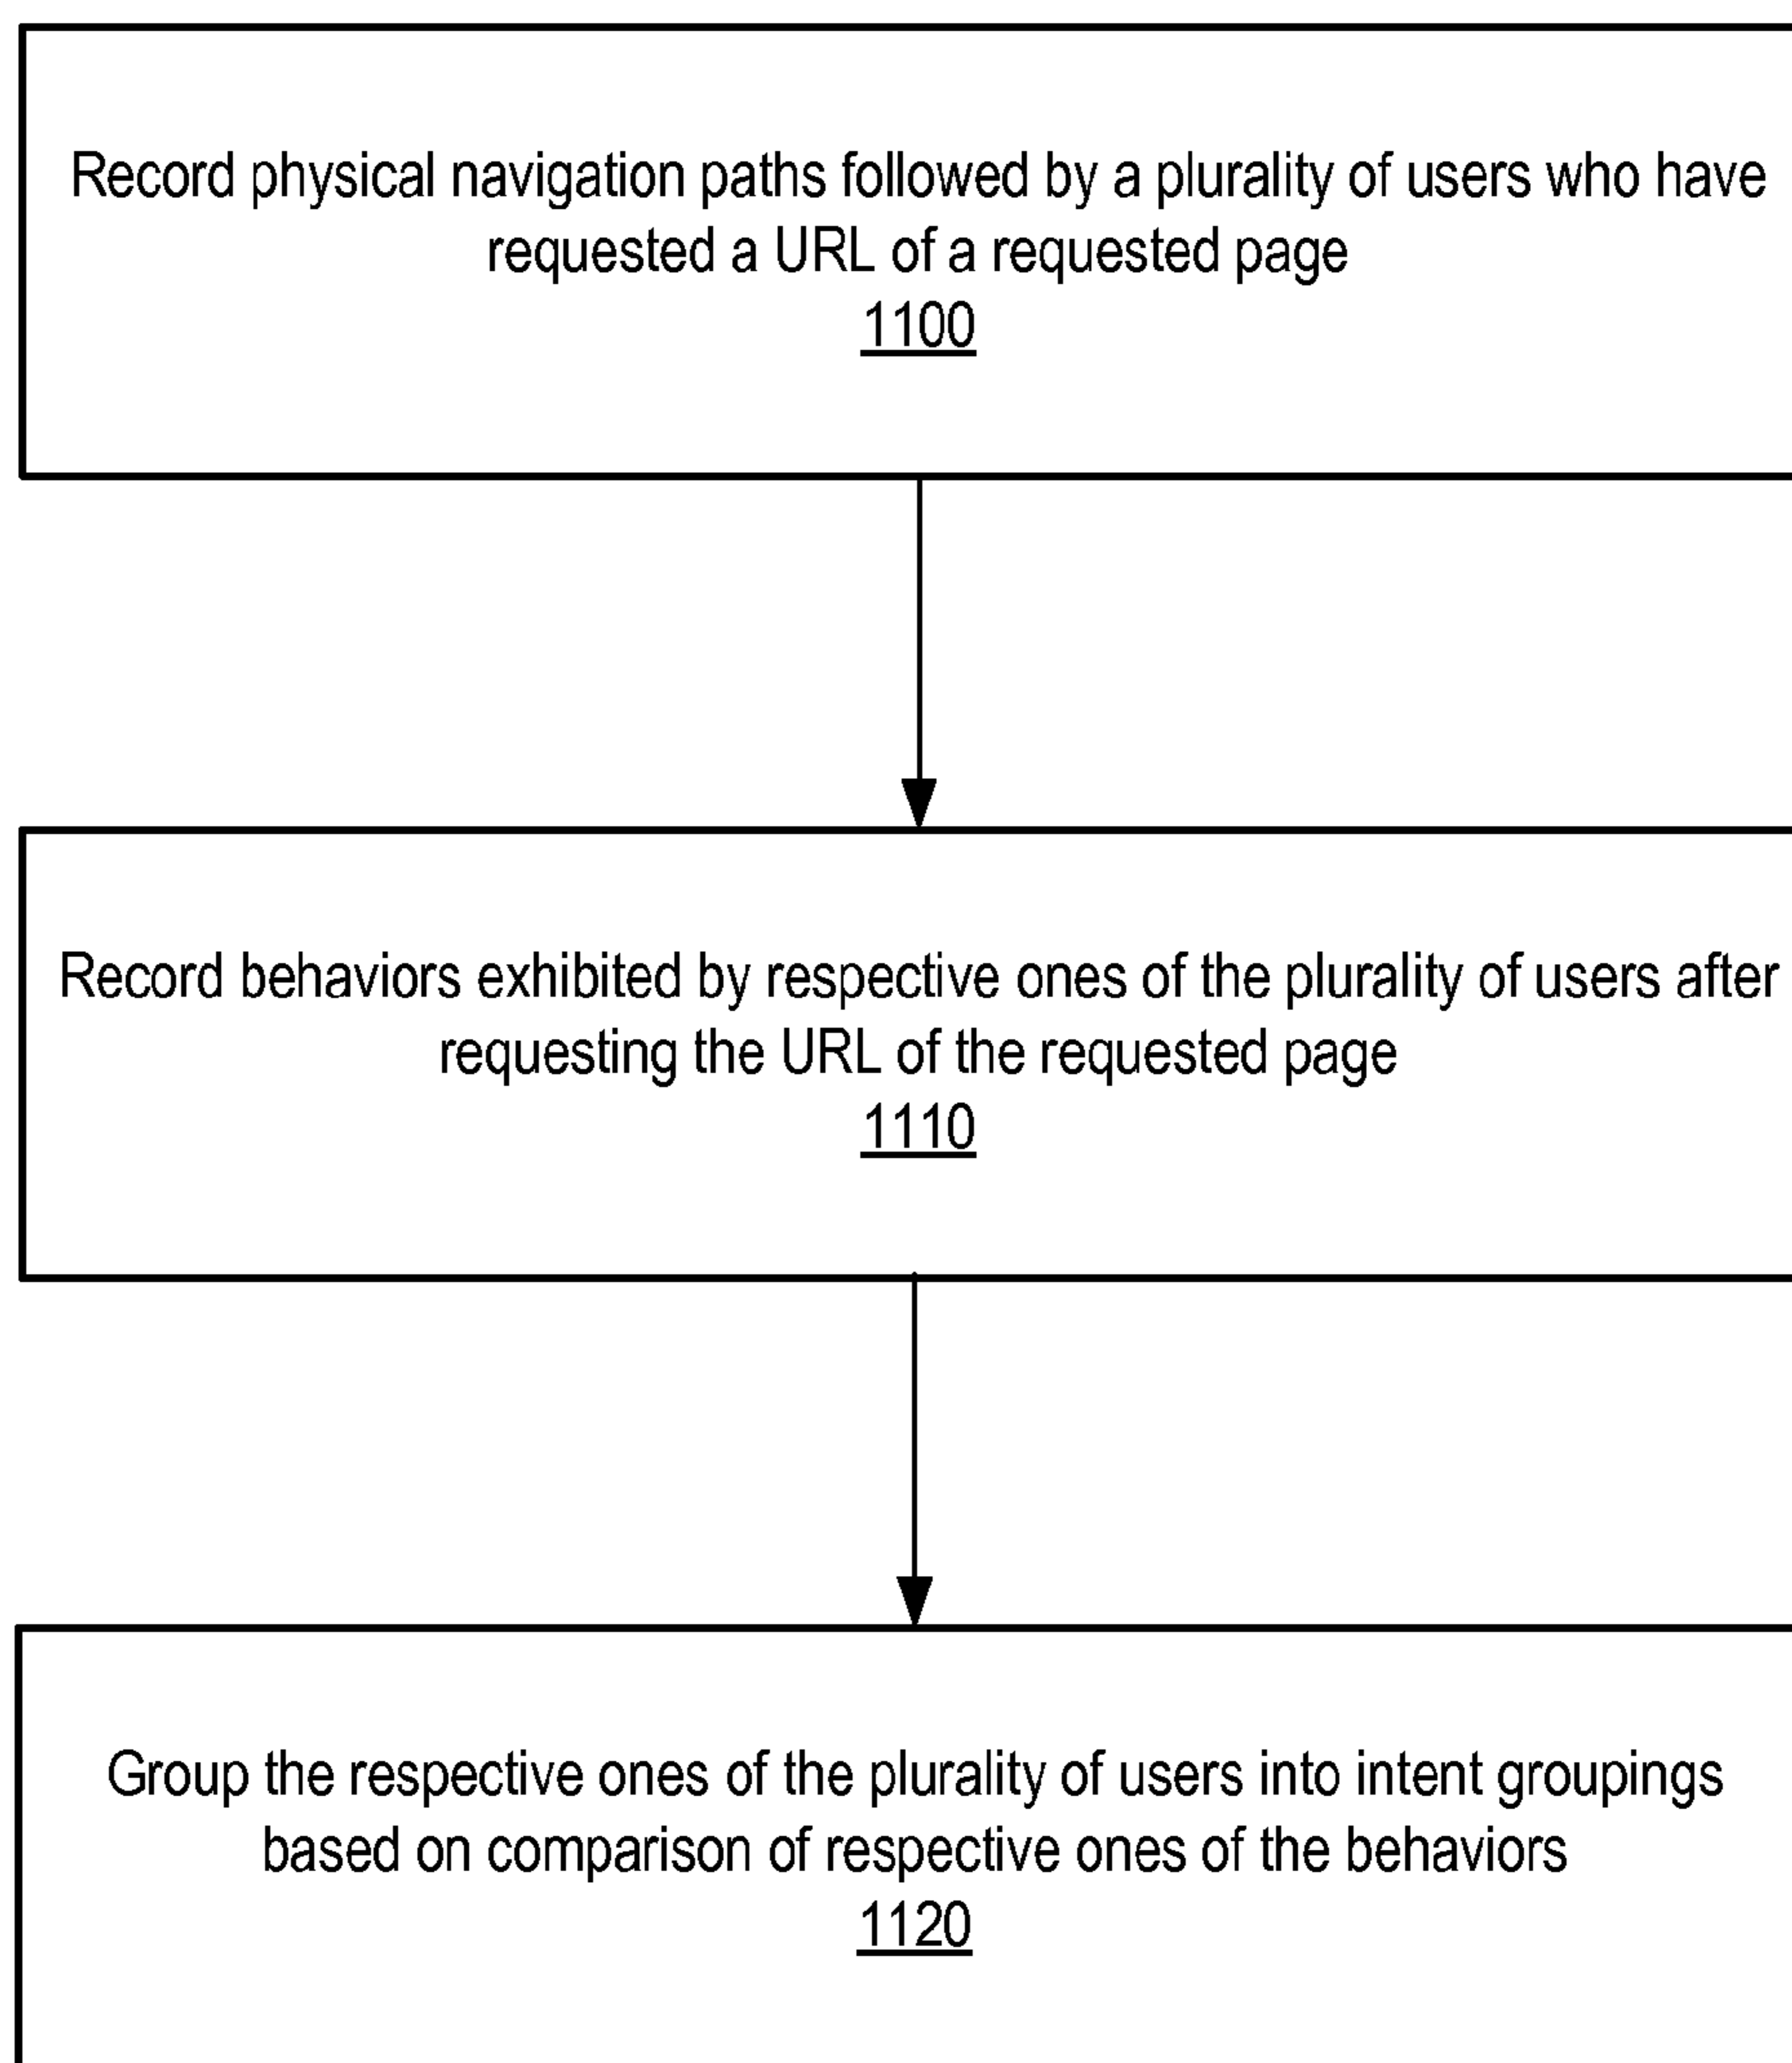 Record physical navigation paths followed by a plurality of users who have
requested a URL of a requested page
1100
Record behaviors exhibited by respective ones of the plurality of users after
requesting the URL of the requested page
1110
Group the respective ones of the plurality of users into intent groupings
based on comparison of respective ones of the behaviors
1120